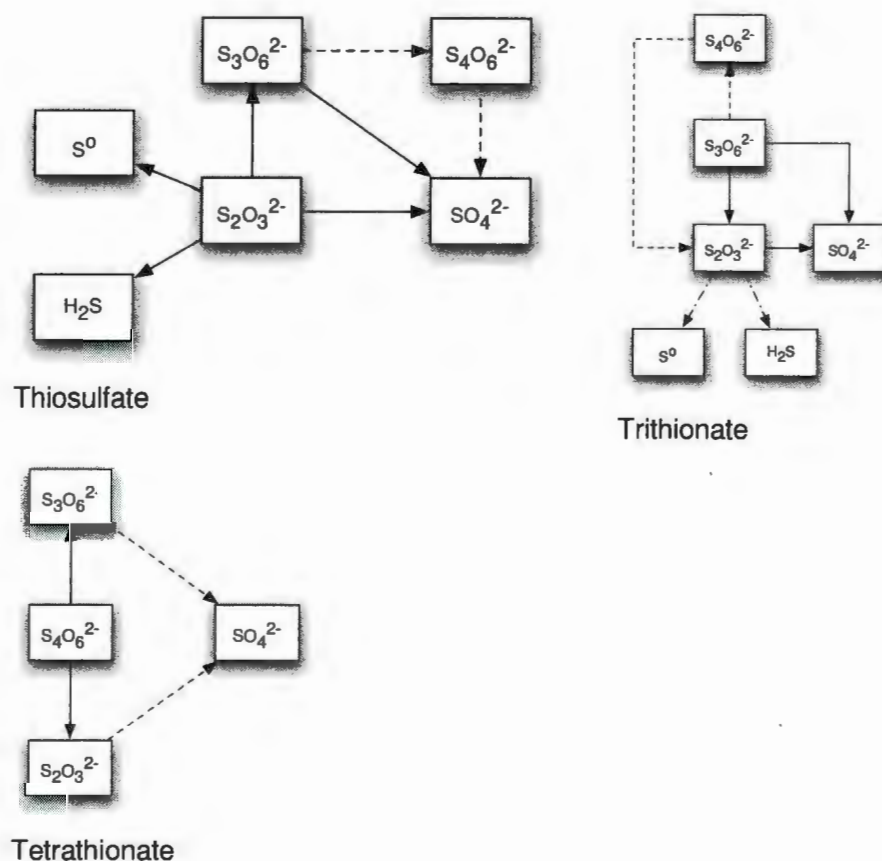 S₃O₆²⁻
S₄O₆²⁻
S⁰
S₂O₃²⁻
SO₄²⁻
H₂S
Thiosulfate
S₄O₆²⁻
S₃O₆²⁻
S₂O₃²⁻
SO₄²⁻
S⁰
H₂S
Trithionate
S₃O₆²⁻
S₄O₆²⁻
SO₄²⁻
S₂O₃²⁻
Tetrathionate